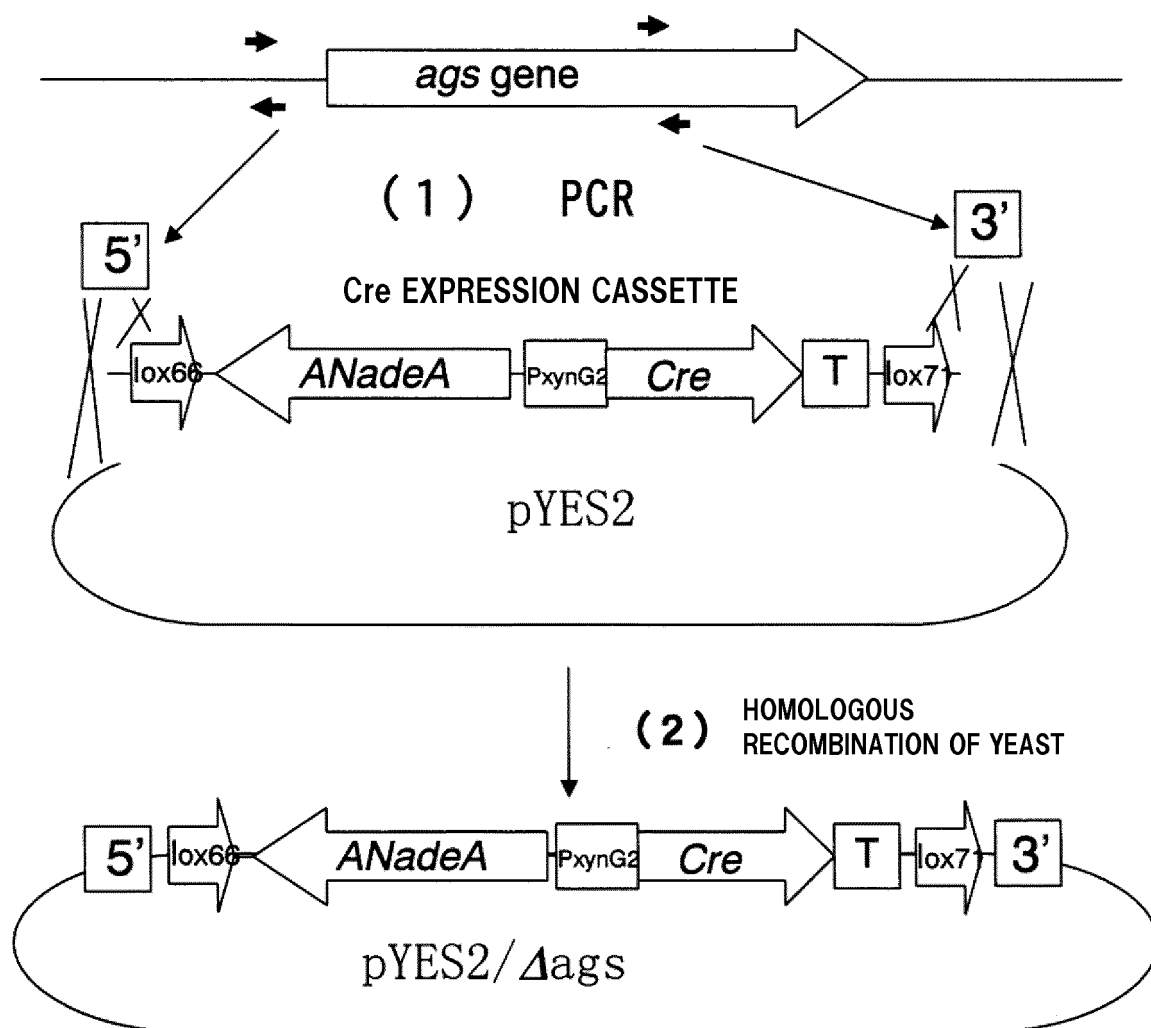 ags gene
(1) PCR
5’
3’
Cre EXPRESSION CASSETTE
lox66
ANadeA
PxynG2
Cre
T
lox71
pYES2
(2) HOMOLOGOUS
RECOMBINATION OF YEAST
5’
lox66
ANadeA
PxynG2
Cre
T
lox71
3’
pYES2/Δags